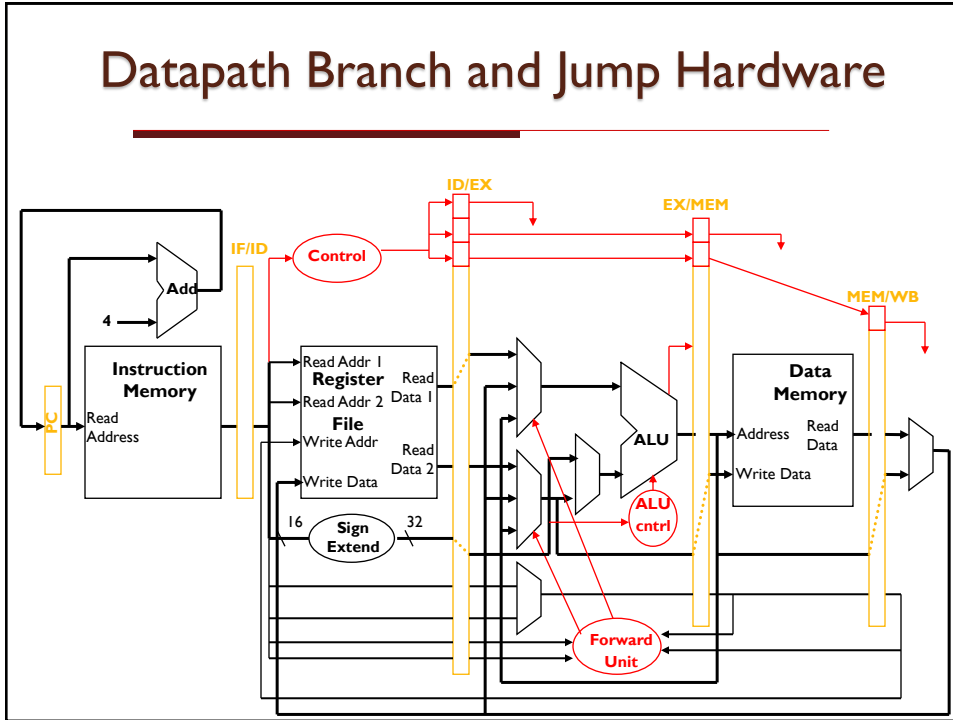 Datapath Branch and Jump Hardware
ID/EX
EX/MEM
IF/ID
Control
Add
MEM/WB
4
Instruction
Memory
Read Addr 1
Register
Read
Data 1
Data
Memory
PC
Read
Address
Read Addr 2
File
Write Addr
Read
Data 2
ALU
Address
Read
Data
Write Data
Write Data
16
Sign
Extend
32
ALU
cntrl
Forward
Unit